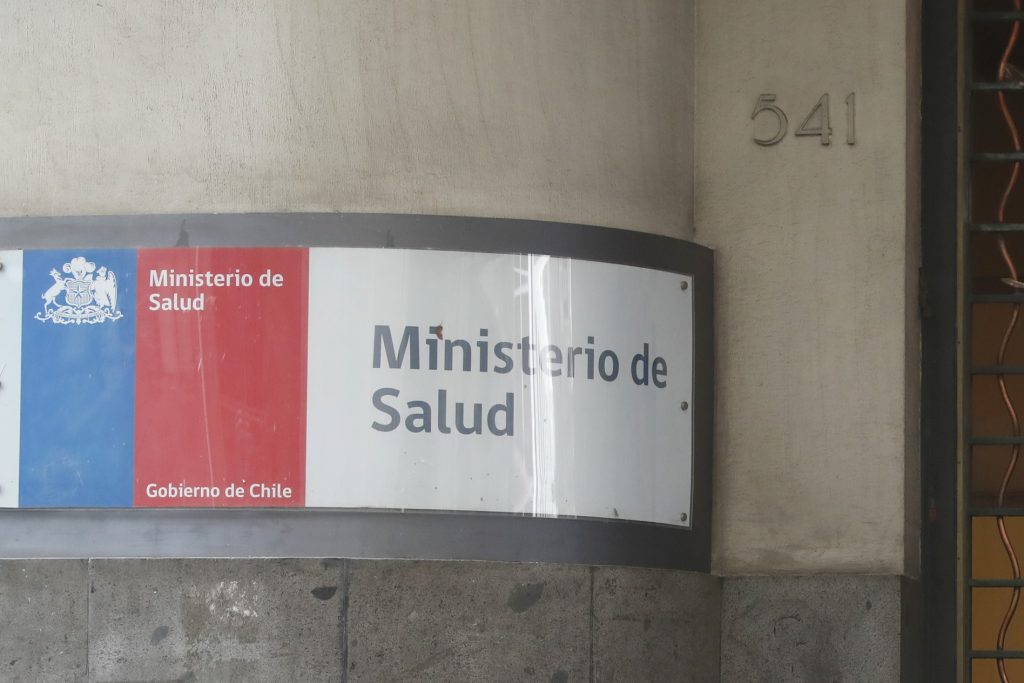 541
Ministerio de
Salud
Gobierno de Chile
Ministerio de
Salud